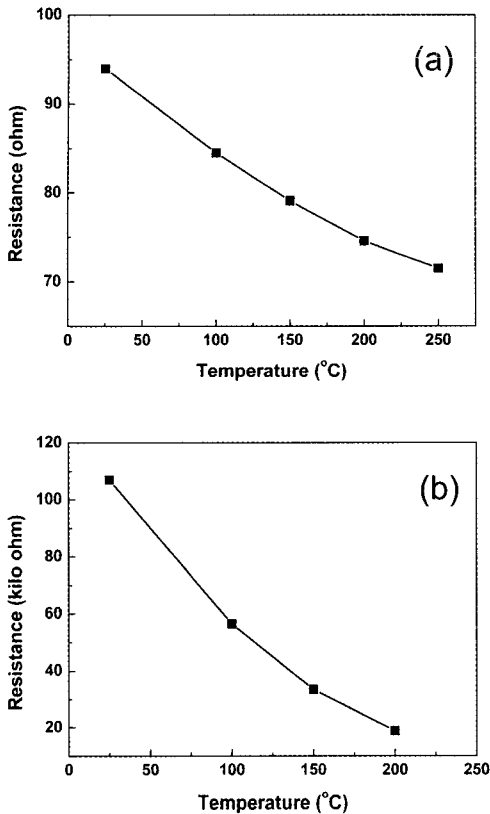 (a)
100
90
80
70
Resistance (ohm)
0 50 100 150 200 250
Temperature (°C)
(b)
120
100
80
60
40
20
Resistance (kilo ohm)
0 50 100 150 200 250
Temperature (°C)